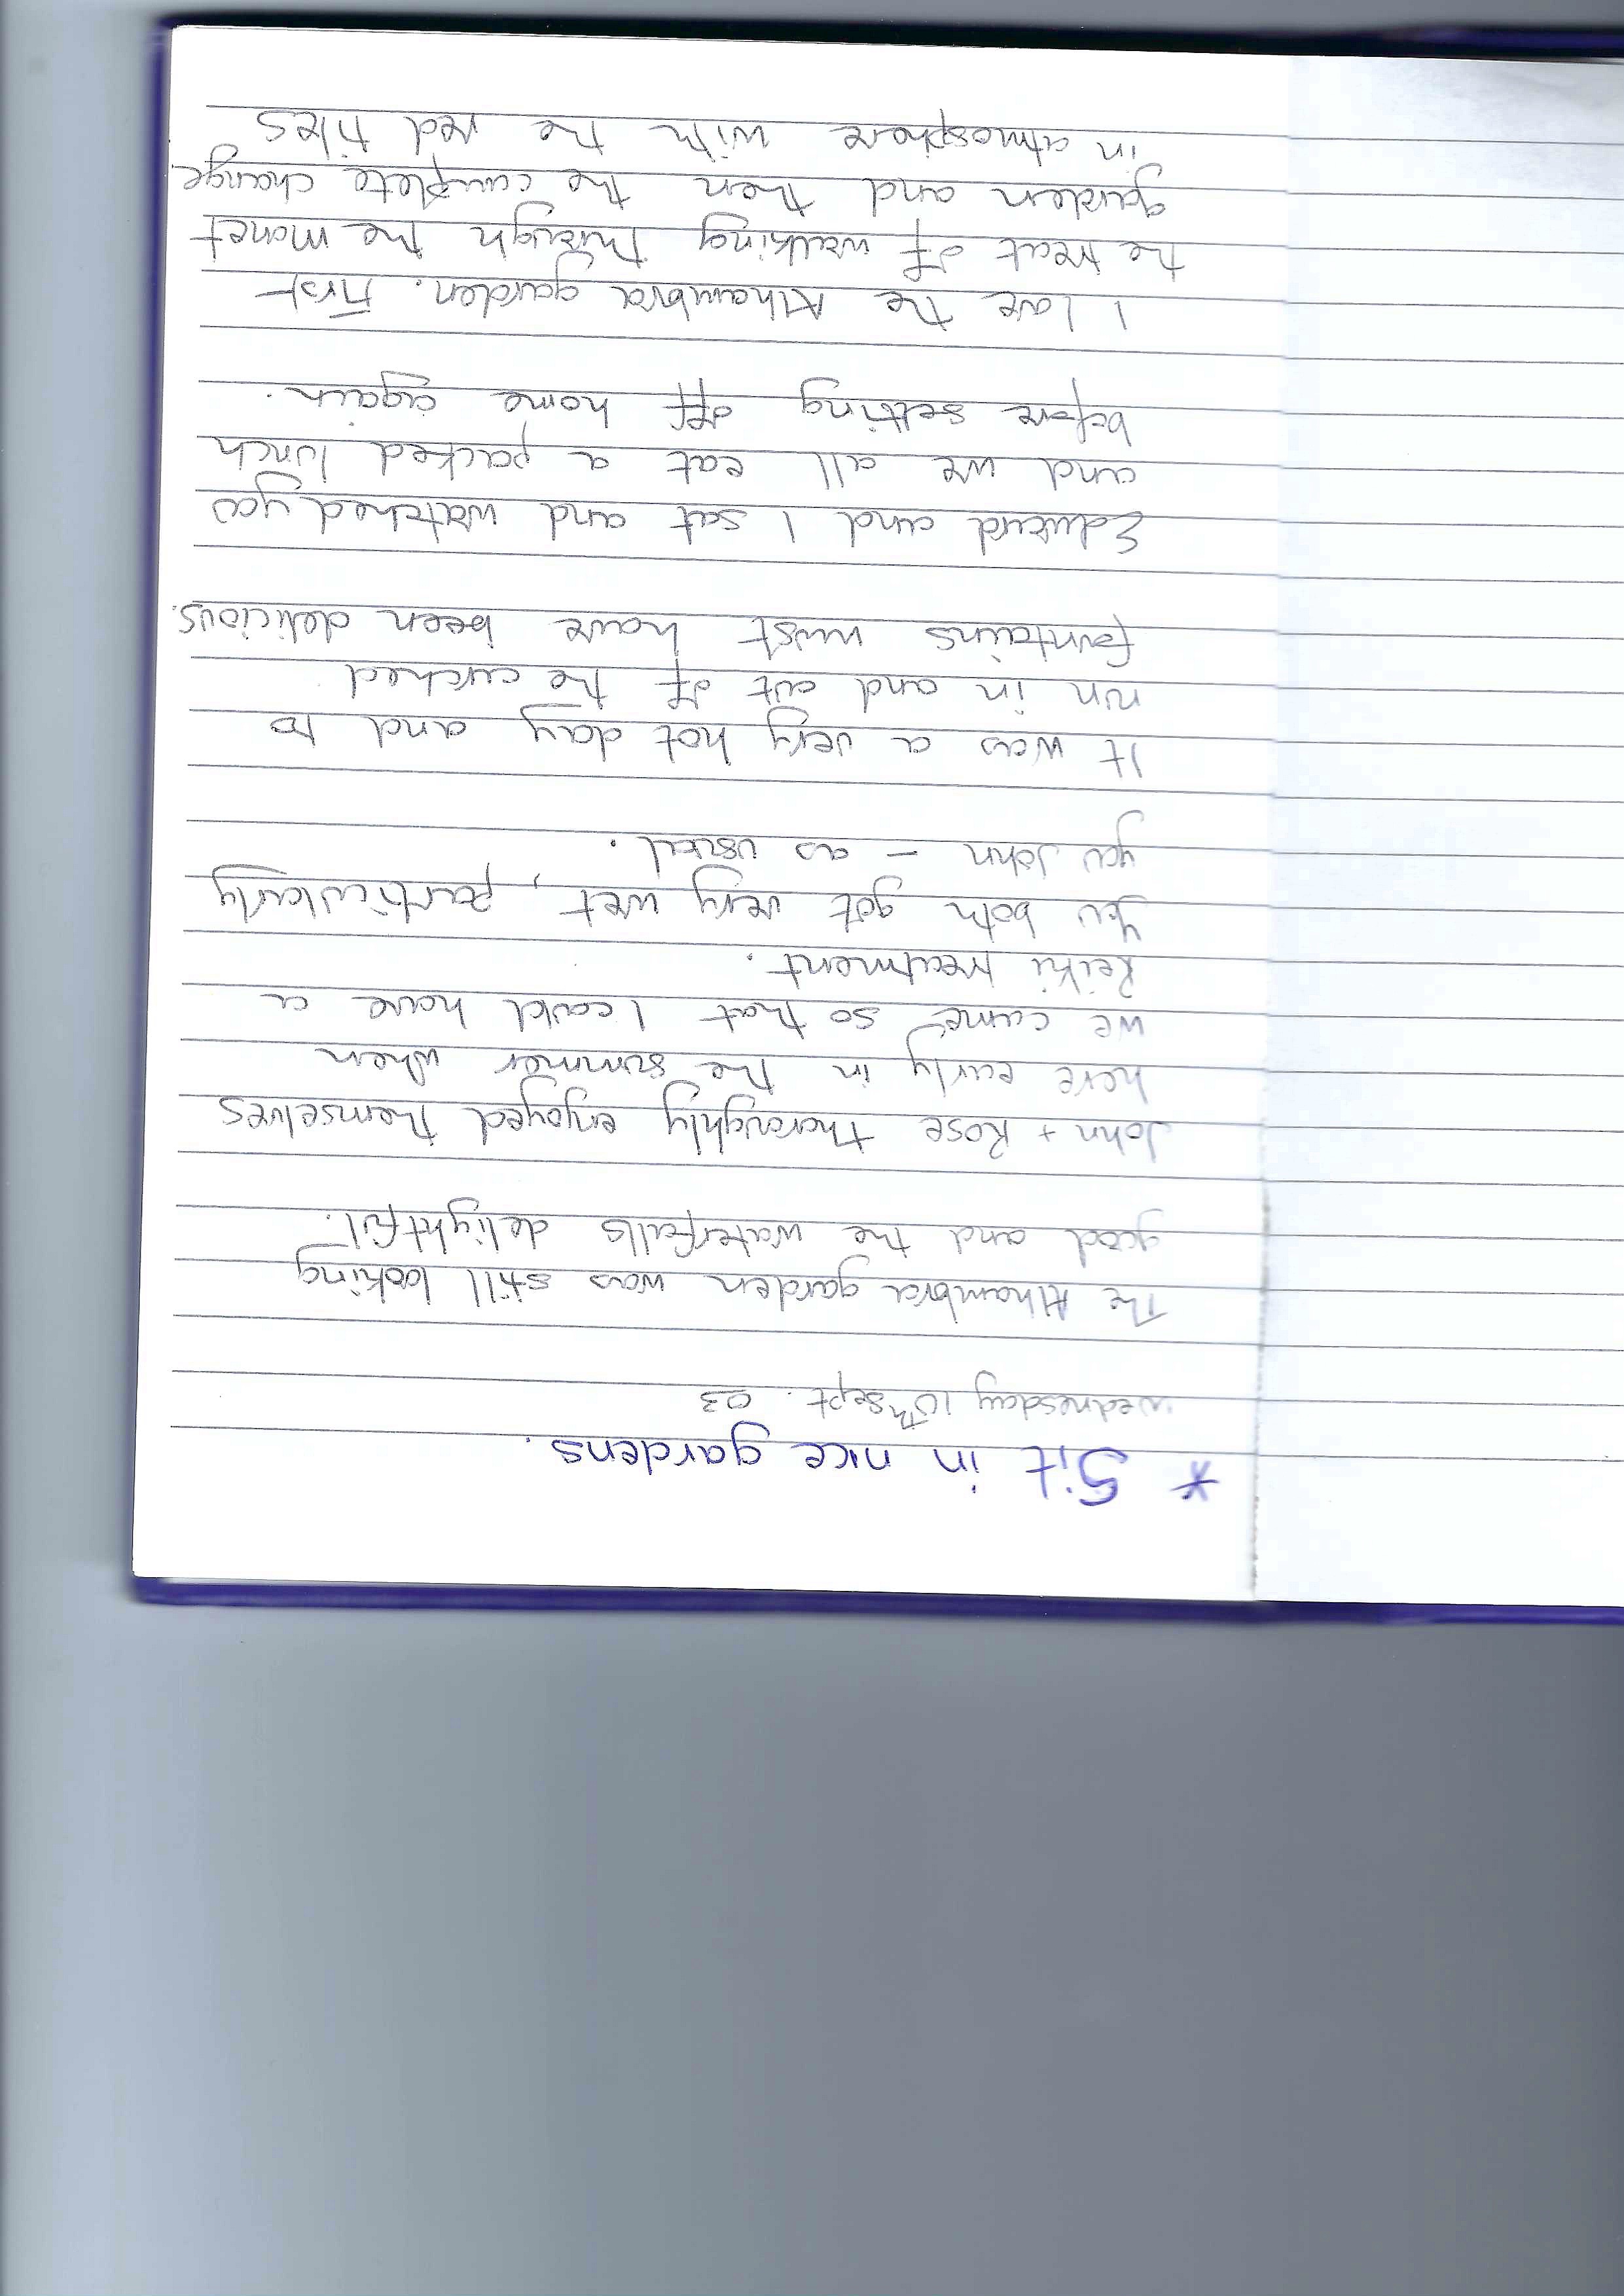 * Sit in nice gardens.
Wednesday 10th Sept. 03
The Alhambra garden was still looking
good and the waterfalls delightful.
John + Rose thoroughly enjoyed themselves
here early in the summer when
we came so that I could have a
Reiki treatment.
You both got very wet, particularly
you John – as usual.
It was a very hot day and to
run in and out of the arched
fountains must have been delicious.
Edward and I sat and watched you
and we all eat a packed lunch
before setting off home again.
I love the Alhambra garden. First
the treat of walking through the Monet
garden and then the complete change
in atmosphere with the red tiles